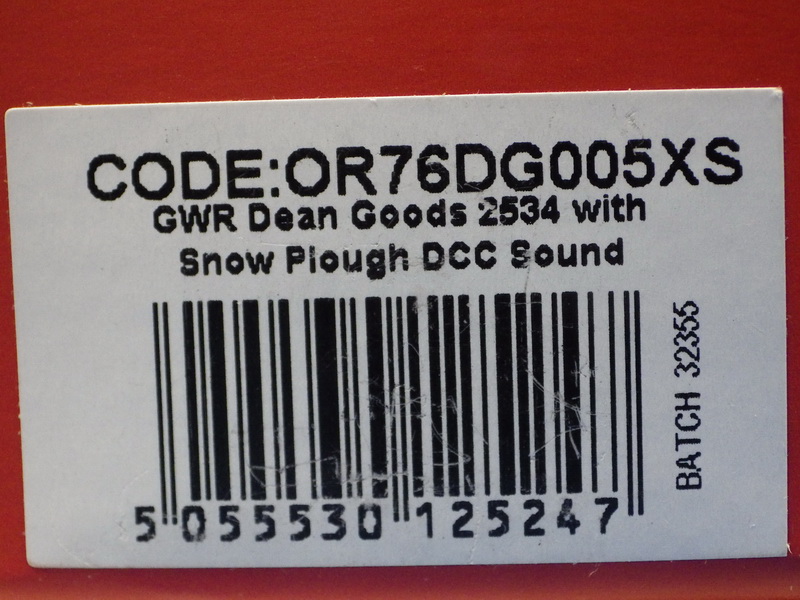 CODE:OR76DG005XS
GWR Dean Goods 2534 with
Snow Plough DCC Sound
BATCH 32355
5 055530 125247